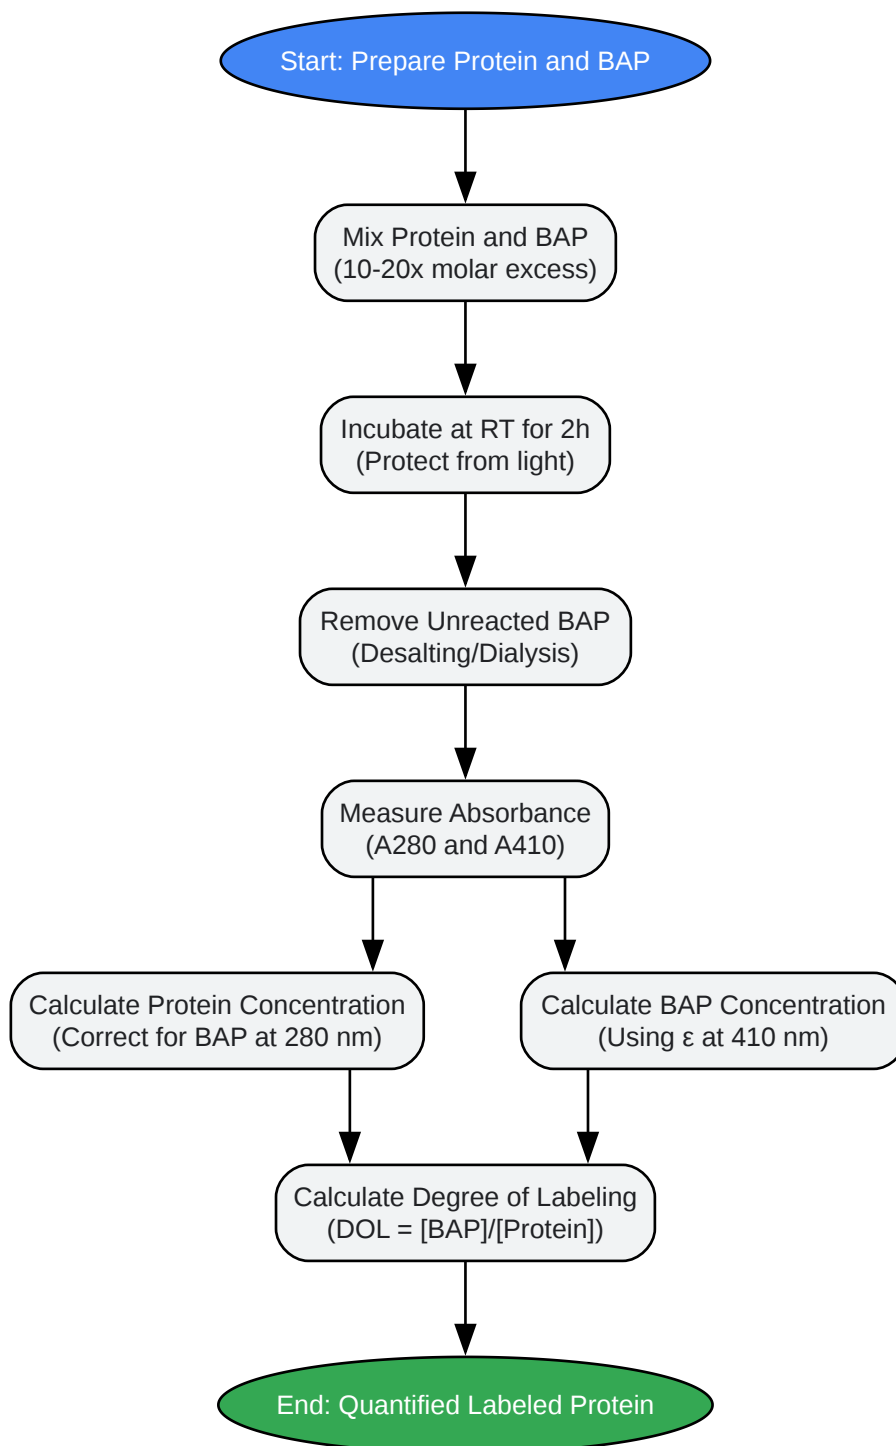 Start: Prepare Protein and BAP
Mix Protein and BAP
(10-20x molar excess)
Incubate at RT for 2h
(Protect from light)
Remove Unreacted BAP
(Desalting/Dialysis)
Measure Absorbance
(A280 and A410)
Calculate Protein Concentration
(Correct for BAP at 280 nm)
Calculate BAP Concentration
(Using ε at 410 nm)
Calculate Degree of Labeling
(DOL = [BAP]/[Protein])
End: Quantified Labeled Protein